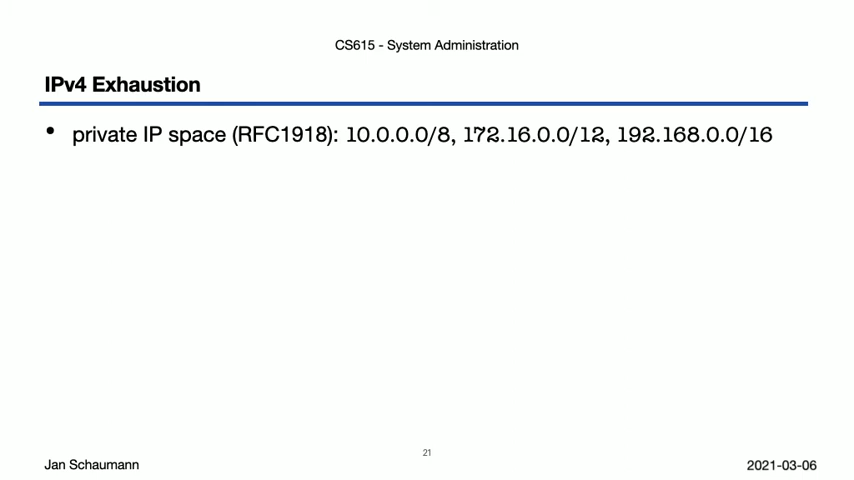 CS615 - System Administration
IPv4 Exhaustion
• private IP space (RFC1918): 10.0.0.0/8, 172.16.0.0/12, 192.168.0.0/16
21
Jan Schaumann
2021-03-06